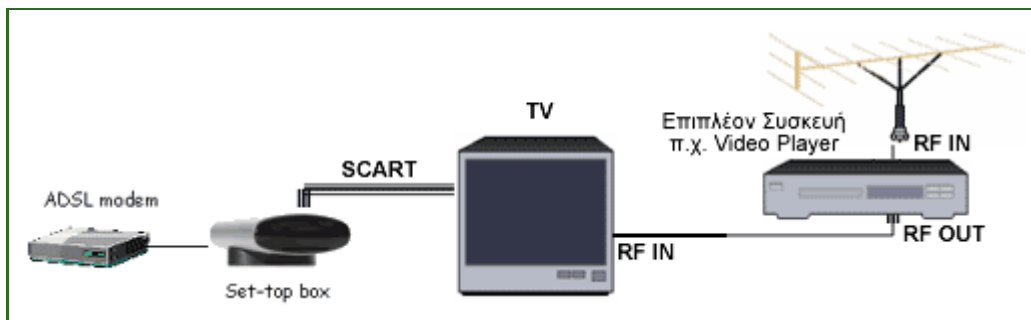 TV
Επιπλέον Συσκευή
π.χ. Video Player
RF IN
SCART
ADSL modem
RF IN
RF OUT
Set-top box